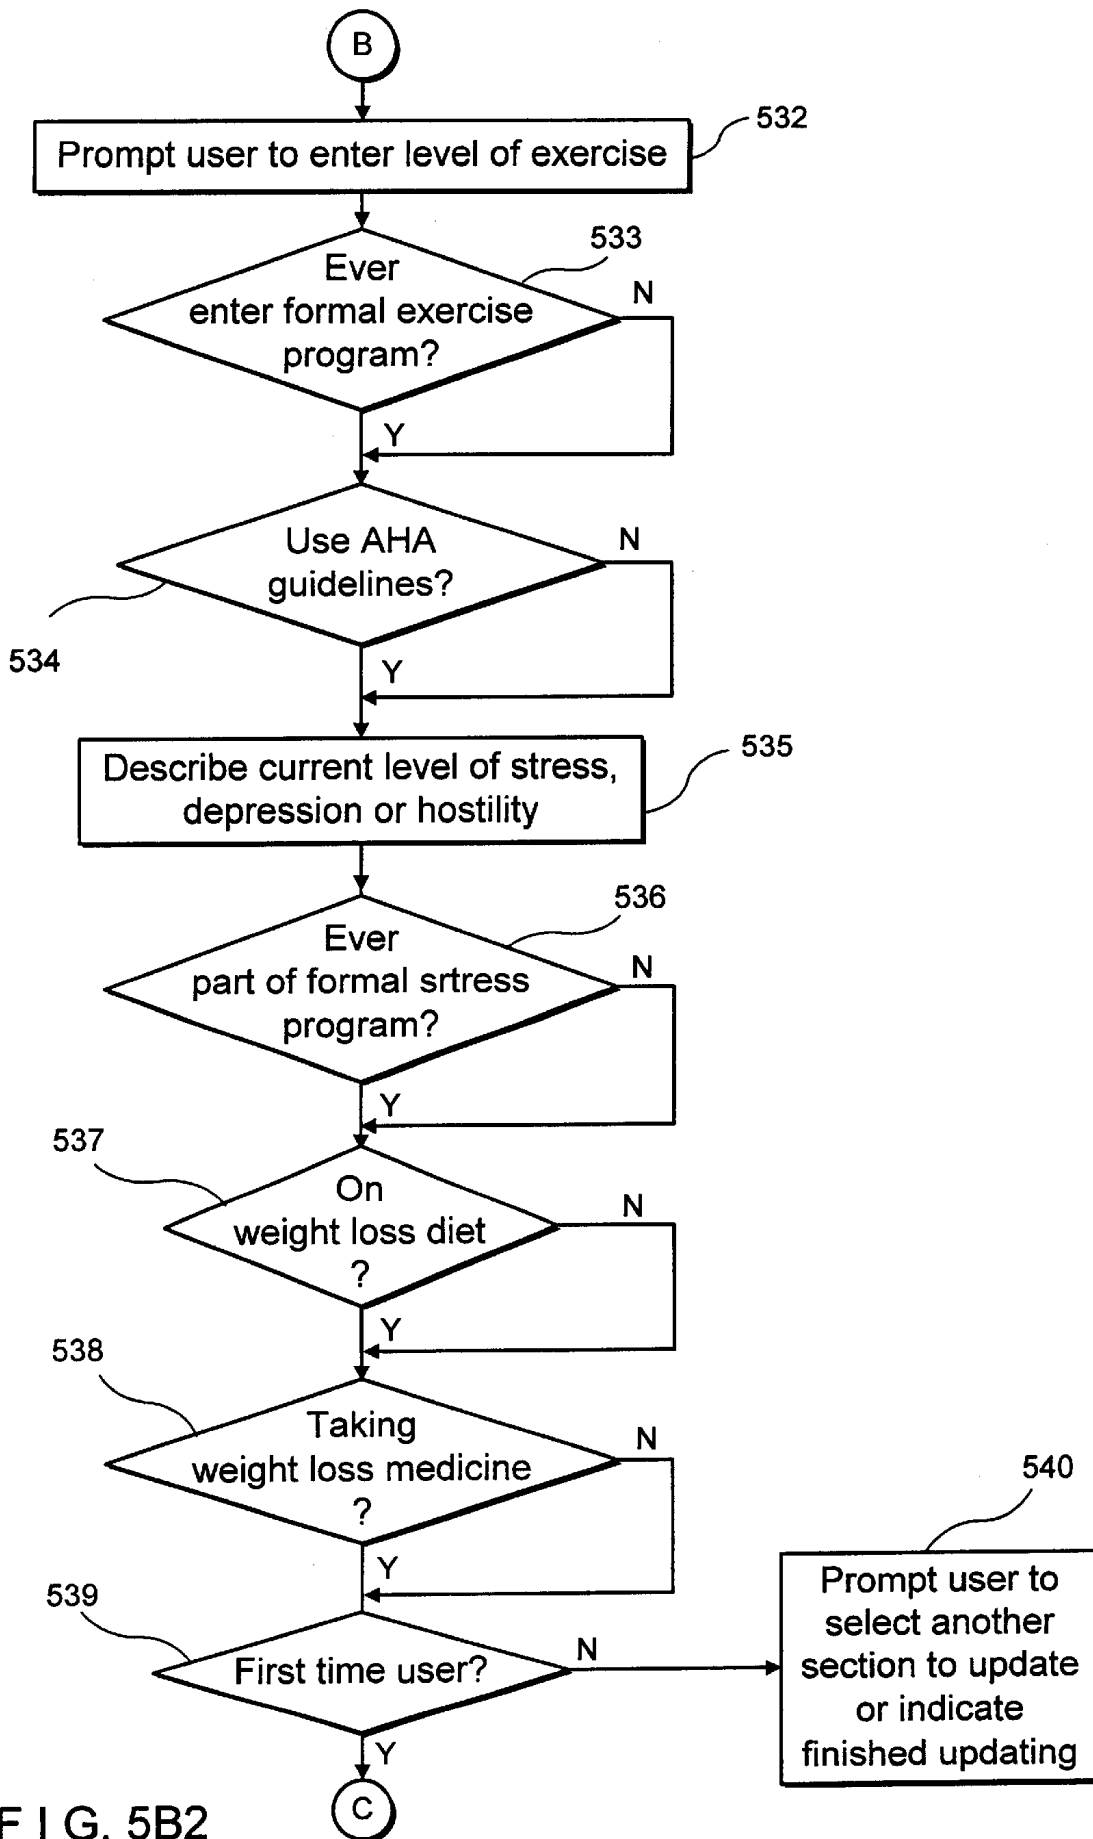 B
532
Prompt user to enter level of exercise
533
Ever
enter formal exercise
program?
N
Y
Use AHA
guidelines?
N
534
Y
535
Describe current level of stress,
depression or hostility
536
Ever
part of formal srtress
program?
N
Y
537
On
weight loss diet
?
N
Y
538
Taking
weight loss medicine
?
N
540
Y
539
First time user?
N
Prompt user to
select another
section to update
or indicate
finished updating
Y
C
F I G. 5B2